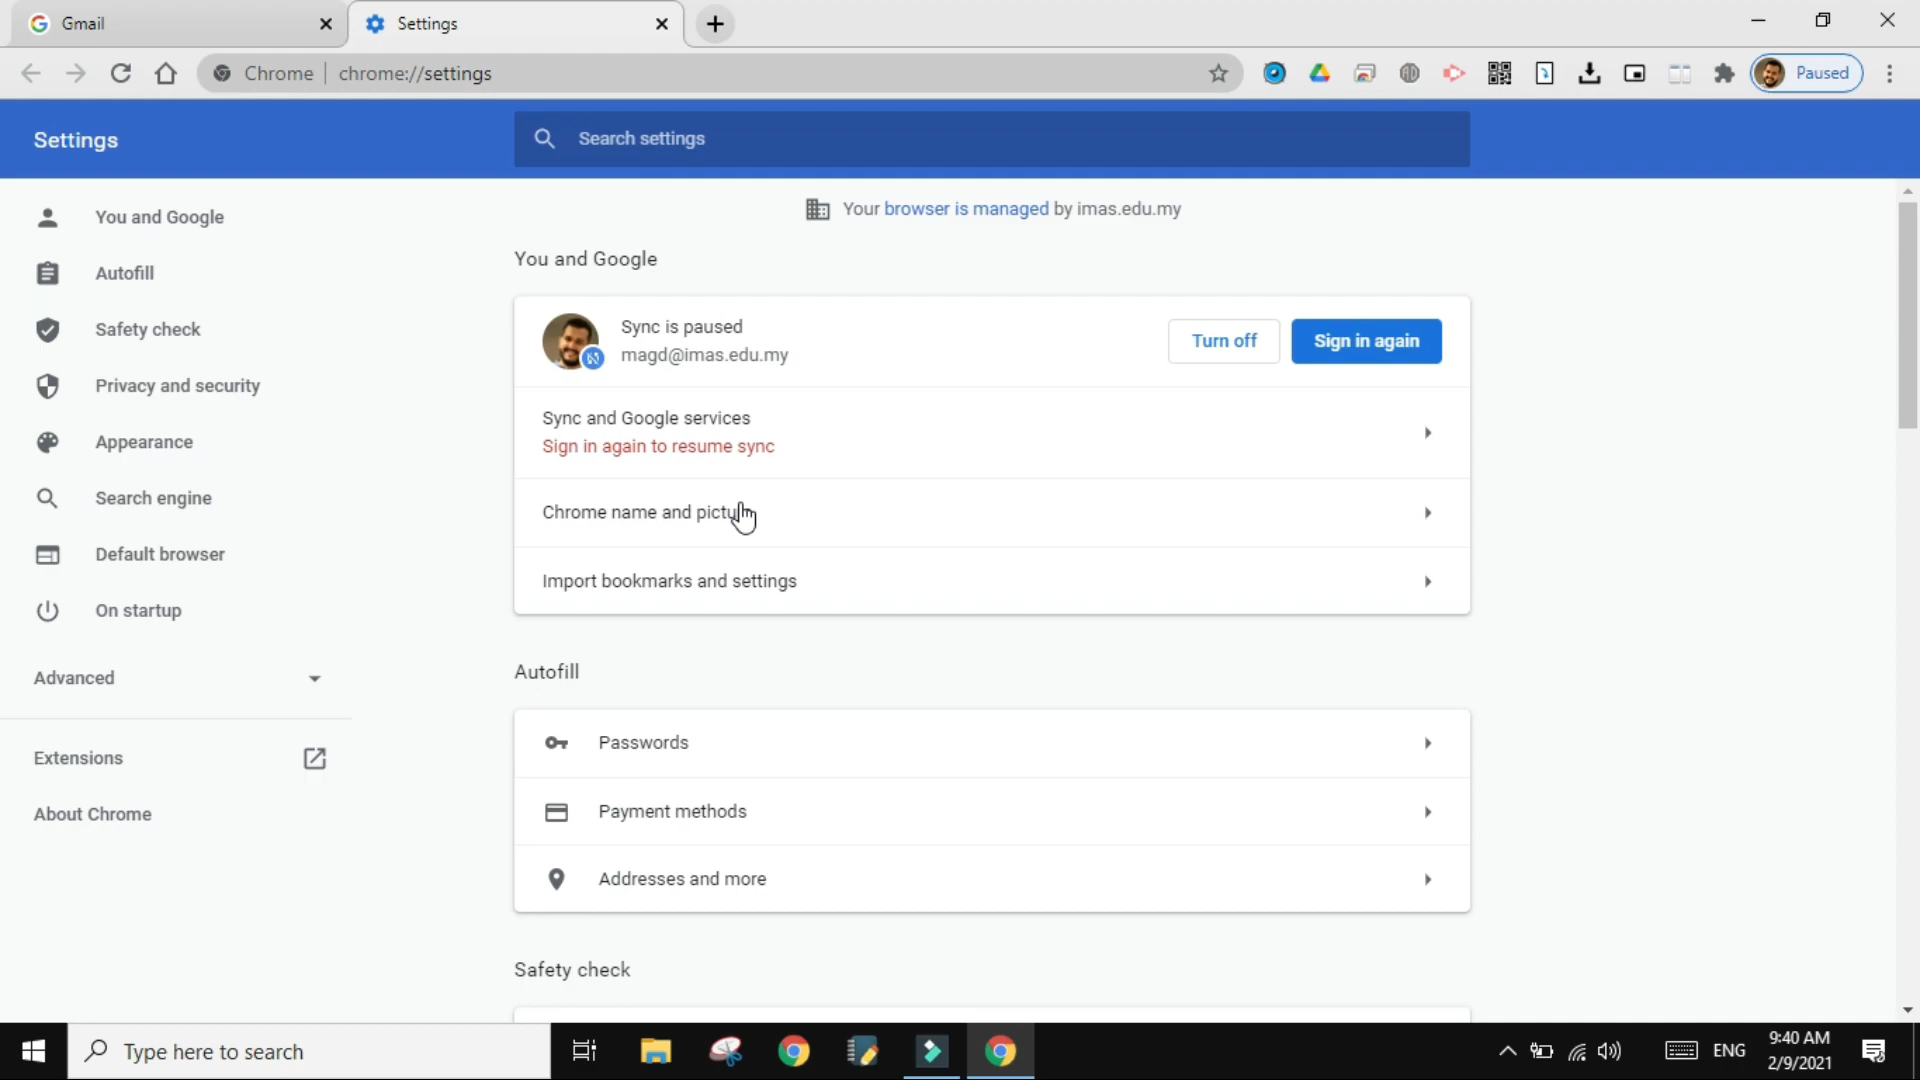 Gmail
Settings
Chrome
chrome://settings
Paused
Settings
Search settings
You and Google
Autofill
Safety check
Privacy and security
Appearance
Search engine
Default browser
On startup
Advanced
Extensions
About Chrome
Your browser is managed by imas.edu.my
You and Google
Sync is paused
magd@imas.edu.my
Turn off
Sign in again
Sync and Google services
Sign in again to resume sync
Chrome name and picture
Import bookmarks and settings
Autofill
Passwords
Payment methods
Addresses and more
Safety check
Type here to search
ENG
9:40 AM
2/9/2021